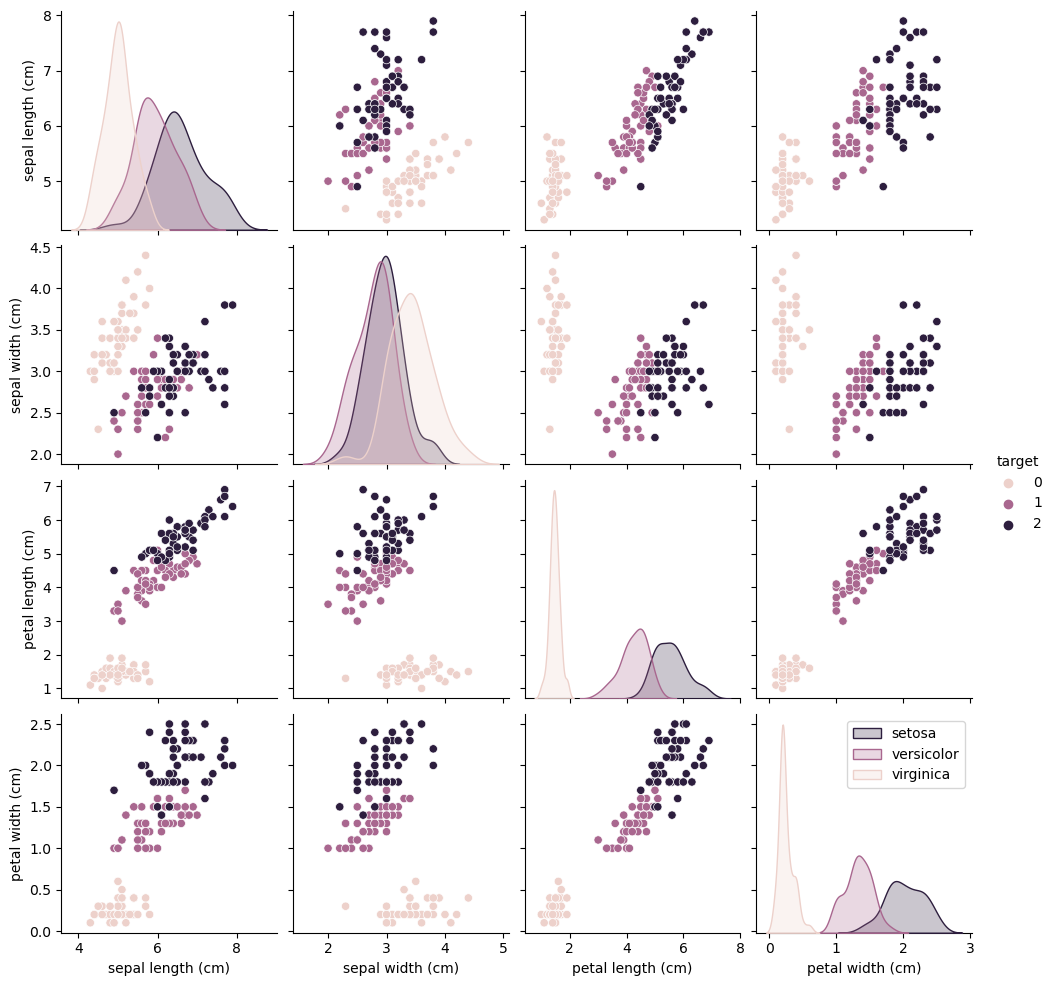 8
7
6
5
sepal length (cm)
4.5
4.0
3.5
3.0
2.5
2.0
sepal width (cm)
target
0
1
2
7
6
5
4
3
2
1
petal length (cm)
2.5
2.0
1.5
1.0
0.5
0.0
petal width (cm)
setosa
versicolor
virginica
4 6 8
2 3 4 5
2 4 6 8
0 1 2 3
sepal length (cm)
sepal width (cm)
petal length (cm)
petal width (cm)